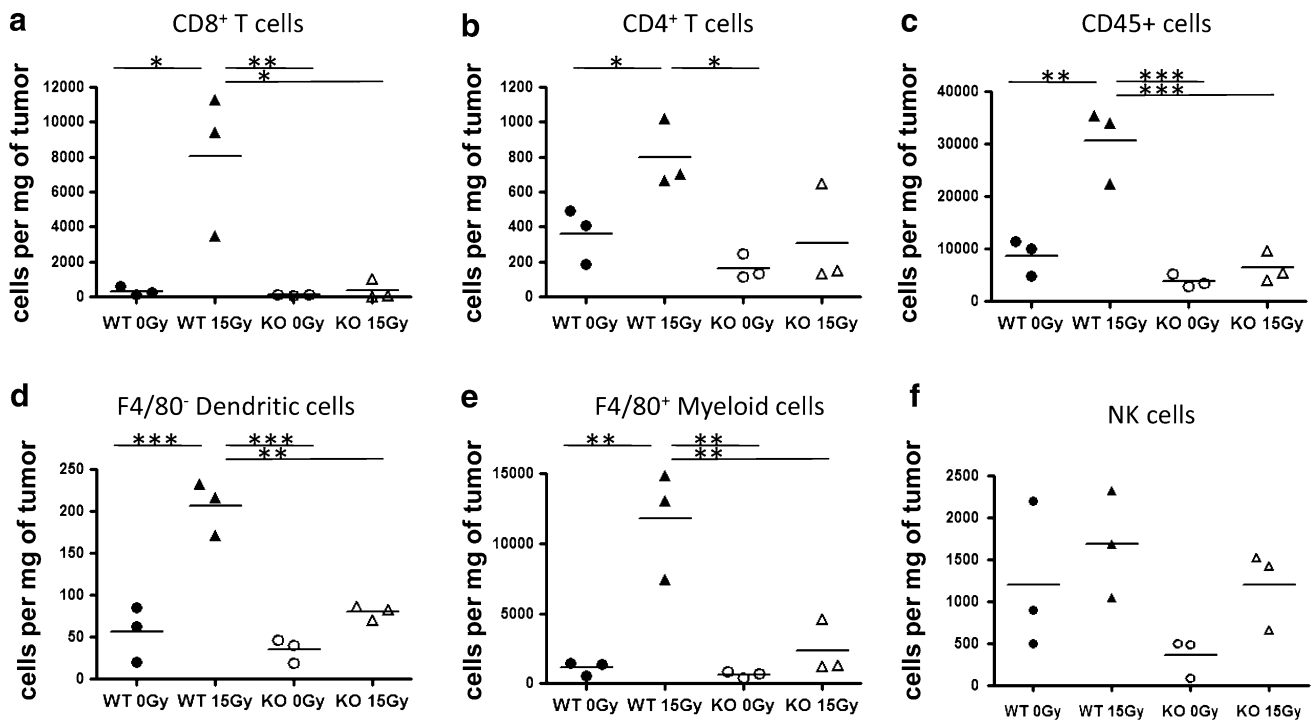 a
CD8⁺ T cells
* **
*
cells per mg of tumor
12000
10000
8000
6000
4000
2000
0
WT 0Gy WT 15Gy KO 0Gy KO 15Gy
b
CD4⁺ T cells
* *
cells per mg of tumor
1200
1000
800
600
400
200
0
WT 0Gy WT 15Gy KO 0Gy KO 15Gy
c
CD45+ cells
** ***
***
cells per mg of tumor
40000
30000
20000
10000
0
WT 0Gy WT 15Gy KO 0Gy KO 15Gy
d
F4/80⁻ Dendritic cells
*** ***
**
cells per mg of tumor
250
200
150
100
50
0
WT 0Gy WT 15Gy KO 0Gy KO 15Gy
e
F4/80⁺ Myeloid cells
** **
**
cells per mg of tumor
15000
10000
5000
0
WT 0Gy WT 15Gy KO 0Gy KO 15Gy
f
NK cells
cells per mg of tumor
2500
2000
1500
1000
500
0
WT 0Gy WT 15Gy KO 0Gy KO 15Gy